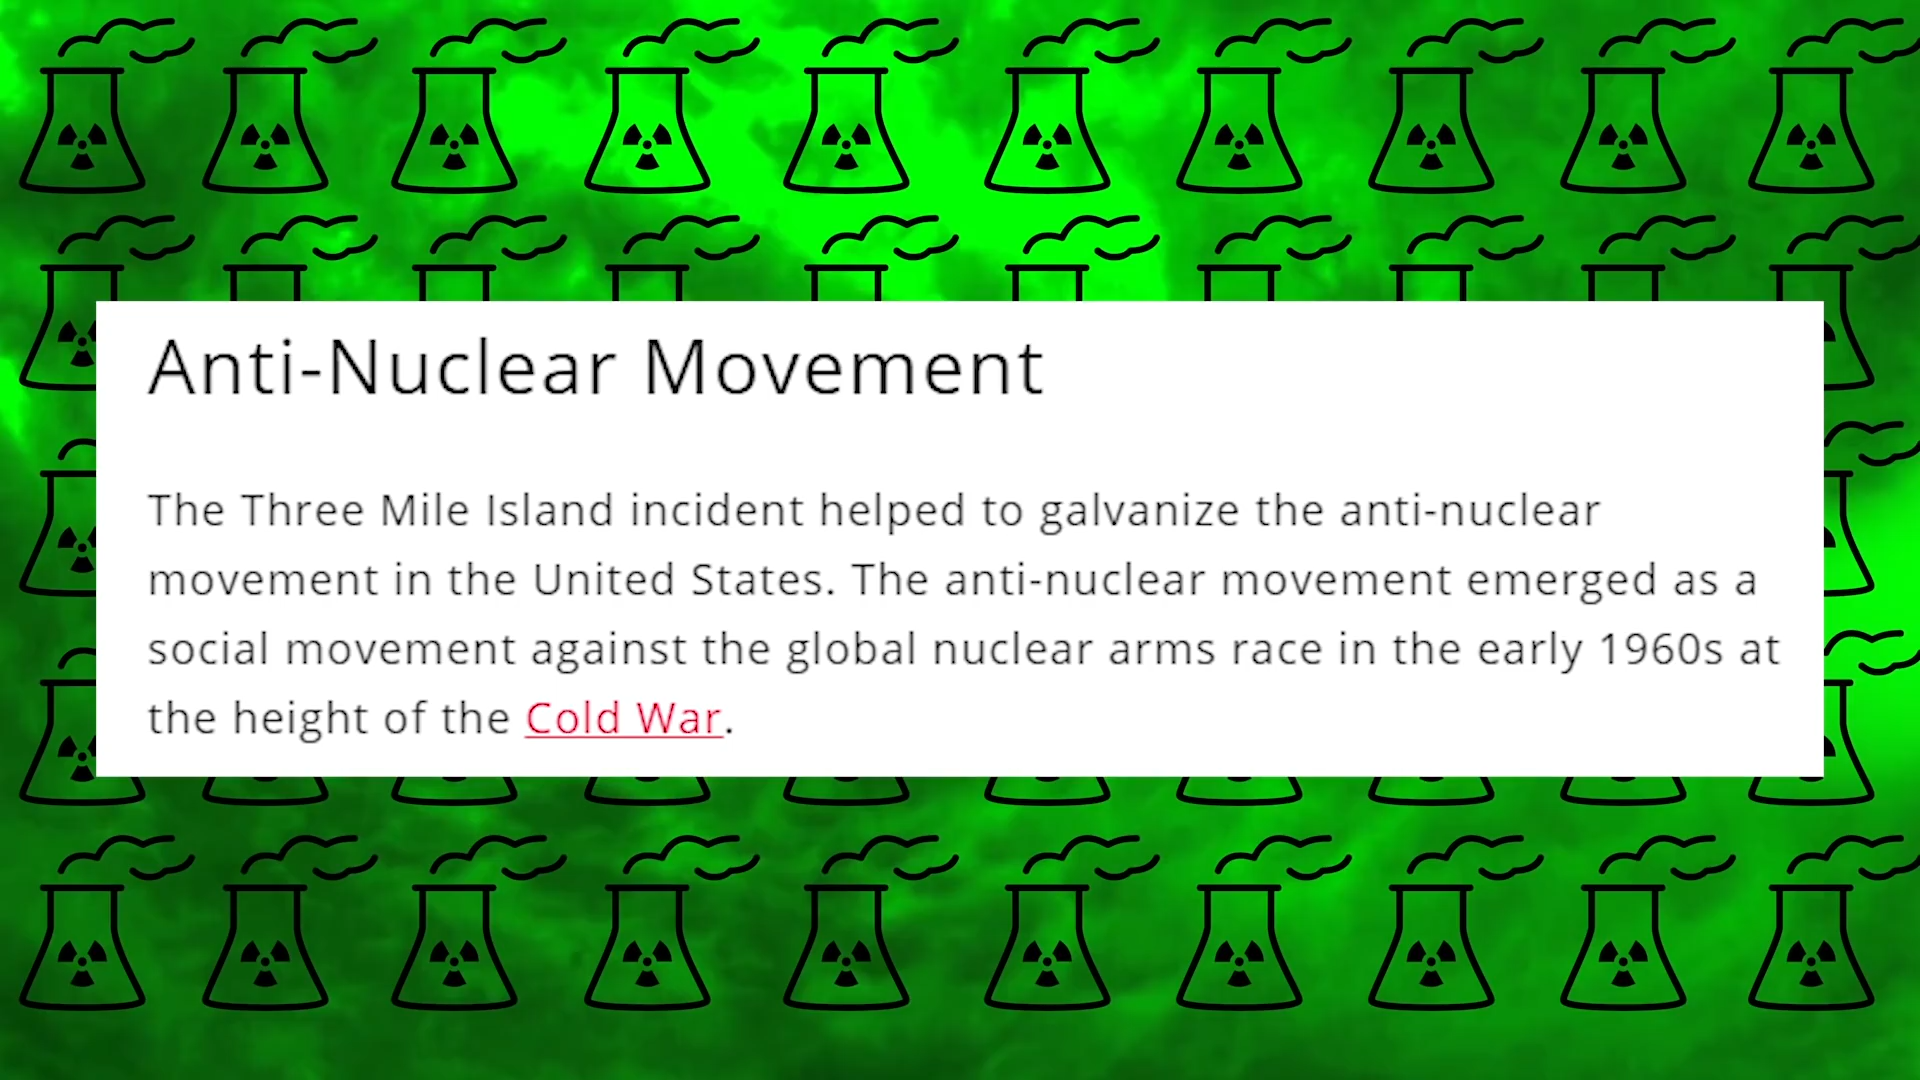 Anti-Nuclear Movement
The Three Mile Island incident helped to galvanize the anti-nuclear
movement in the United States. The anti-nuclear movement emerged as a
social movement against the global nuclear arms race in the early 1960s at
the height of the Cold War.